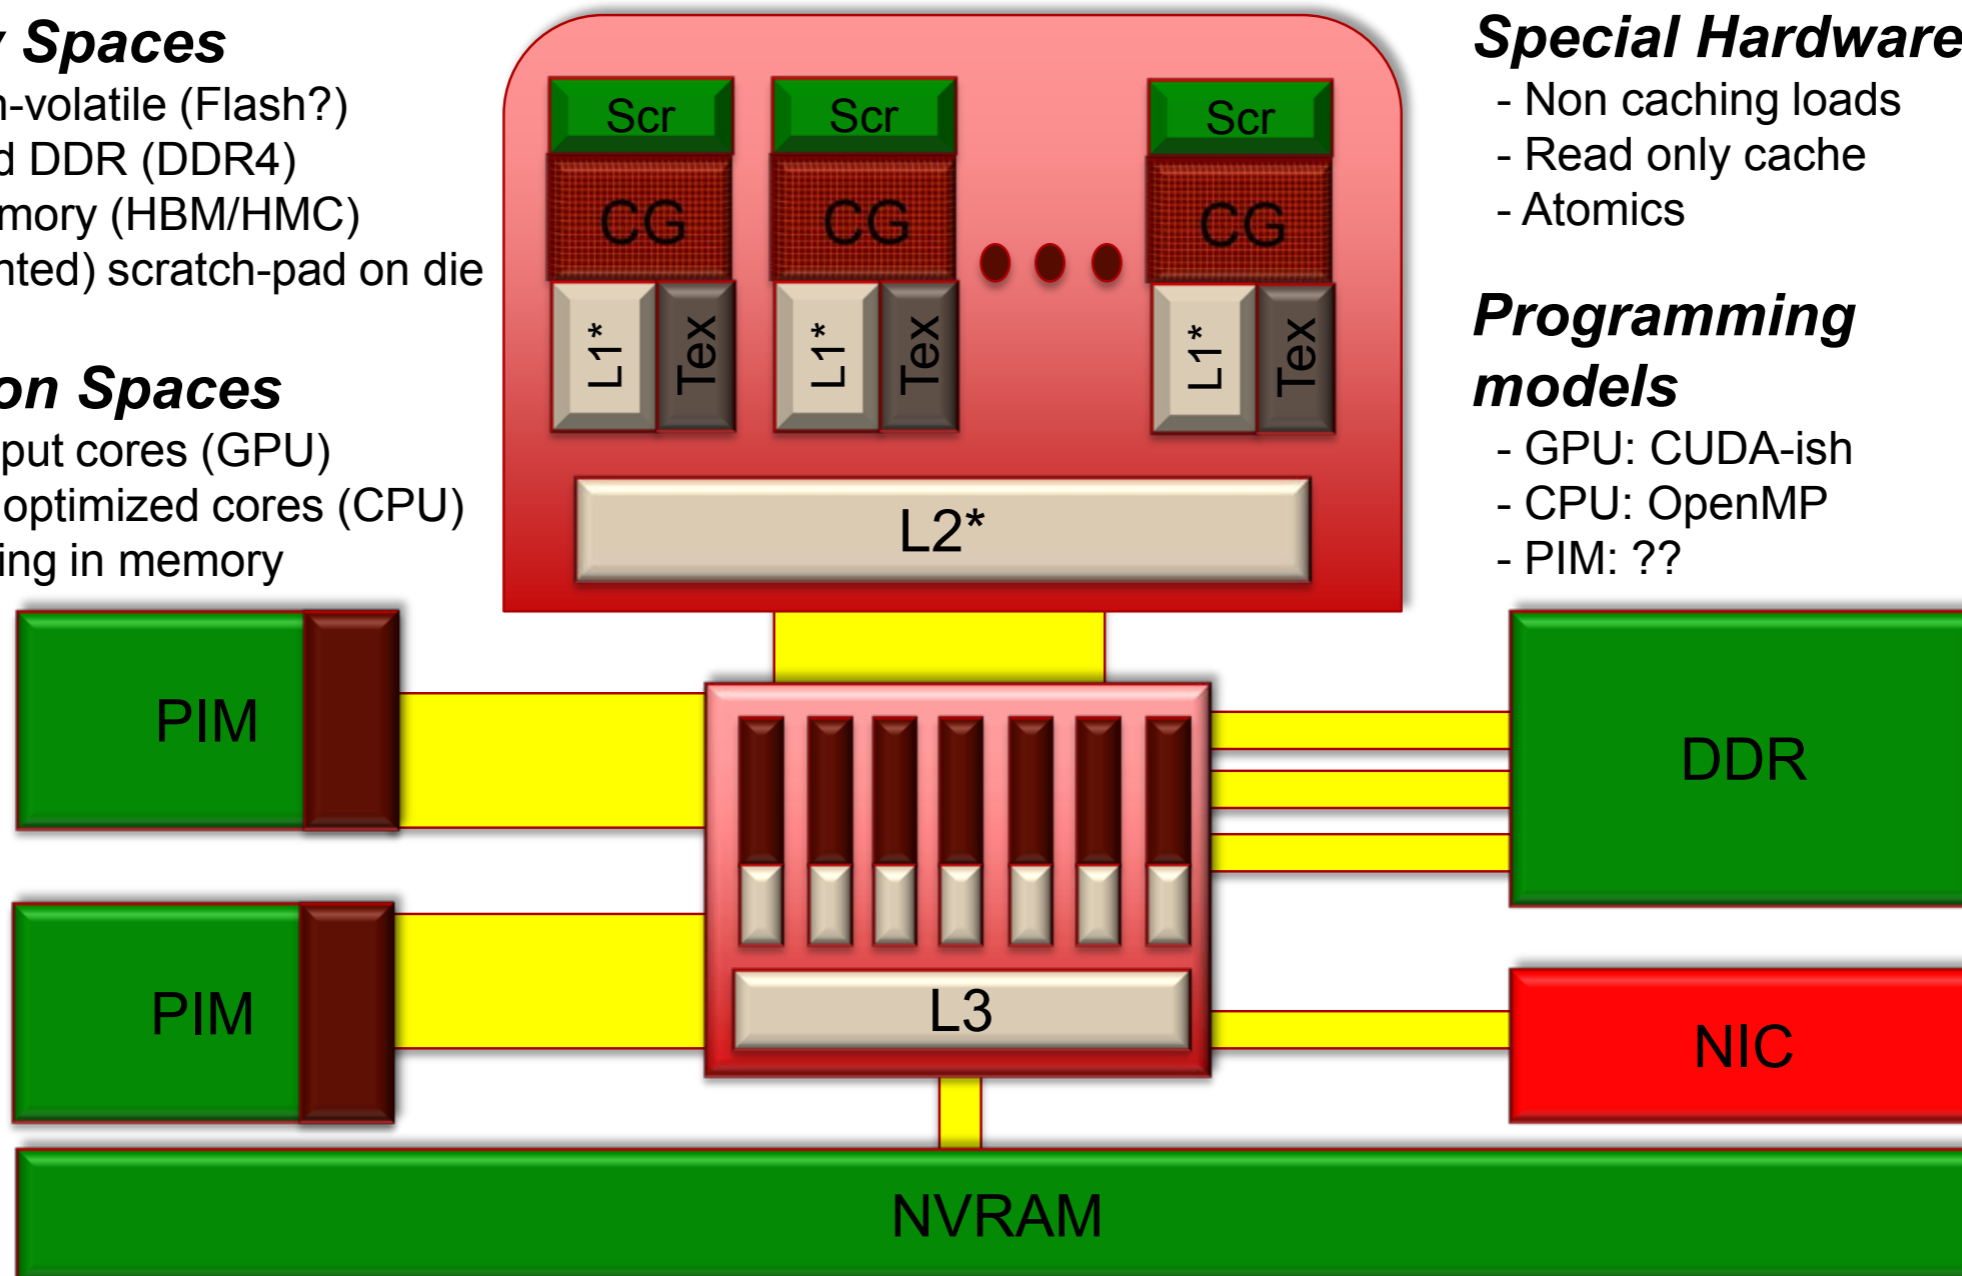 y Spaces
n-volatile (Flash?)
d DDR (DDR4)
mory (HBM/HMC)
nted) scratch-pad on die
on Spaces
put cores (GPU)
optimized cores (CPU)
ing in memory
Scr Scr Scr
CG CG CG
L1* Tex L1* Tex L1* Tex
L2*
Special Hardware
- Non caching loads
- Read only cache
- Atomics
Programming
models
- GPU: CUDA-ish
- CPU: OpenMP
- PIM: ??
PIM
DDR
PIM
L3
NIC
NVRAM